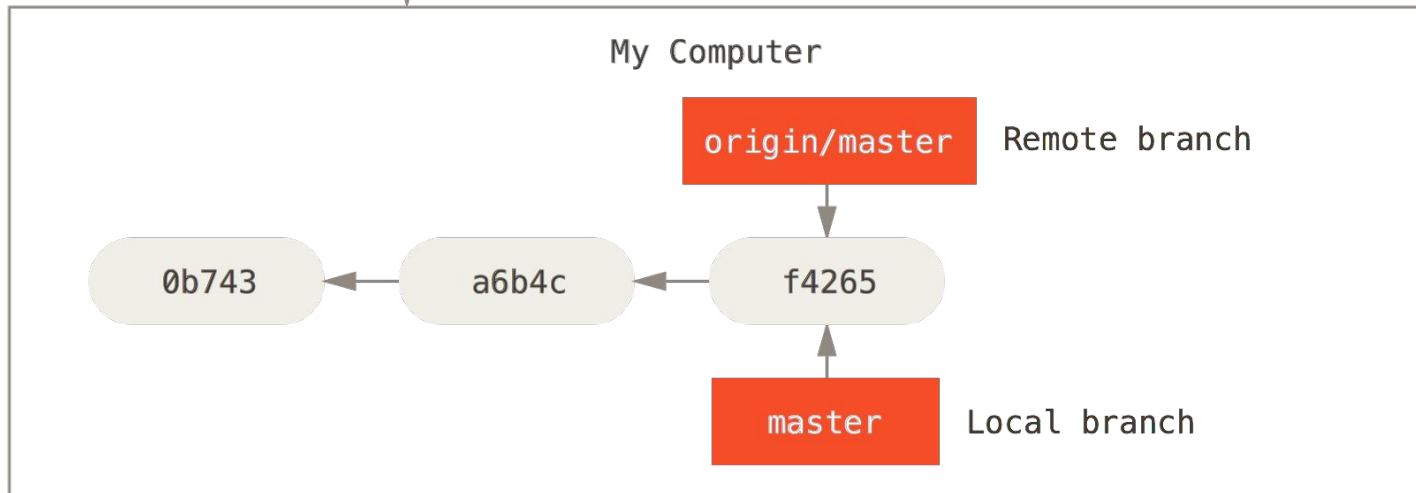 My Computer
origin/master
Remote branch
0b743
a6b4c
f4265
master
Local branch